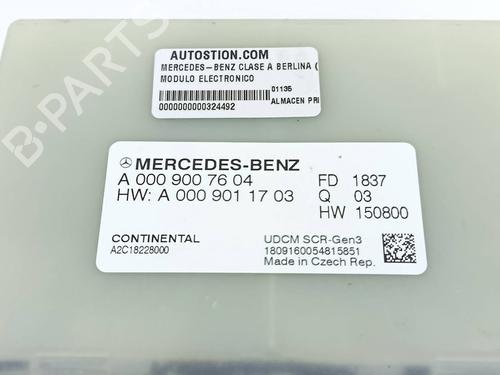 AUTOSTION.COM
MERCEDES-BENZ CLASE A BERLINA (
MODULO ELECTRONICO
01135
0000000000324492 ALMACEN PRI
MERCEDES-BENZ
A 000 900 76 04 FD 1837
HW: A 000 901 17 03 Q 03
HW 150800
CONTINENTAL UDCM SCR-Gen3
A2C18228000 1809160054815851
Made in Czech Rep.